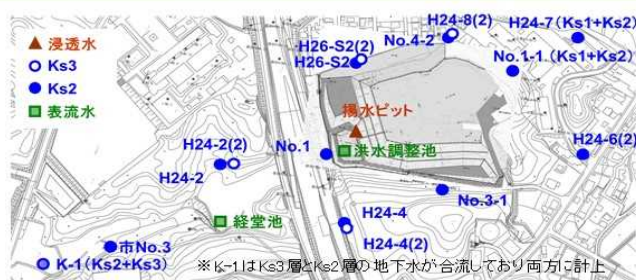 浸透水
Ks3
Ks2
表流水
H24-8(2)
H24-7(Ks1+Ks2)
No.4-2
H26-S2(2)
H26-S2
No.1-1(Ks1+Ks2)
揚水ピット
H24-2(2)
No.1
洪水調整池
H24-6(2)
H24-2
No.3-1
経堂池
H24-4
市No.3
H24-4(2)
K-1(Ks2+Ks3)
※K-1はKs3層とKs2層の地下水が合流しており両方に計上